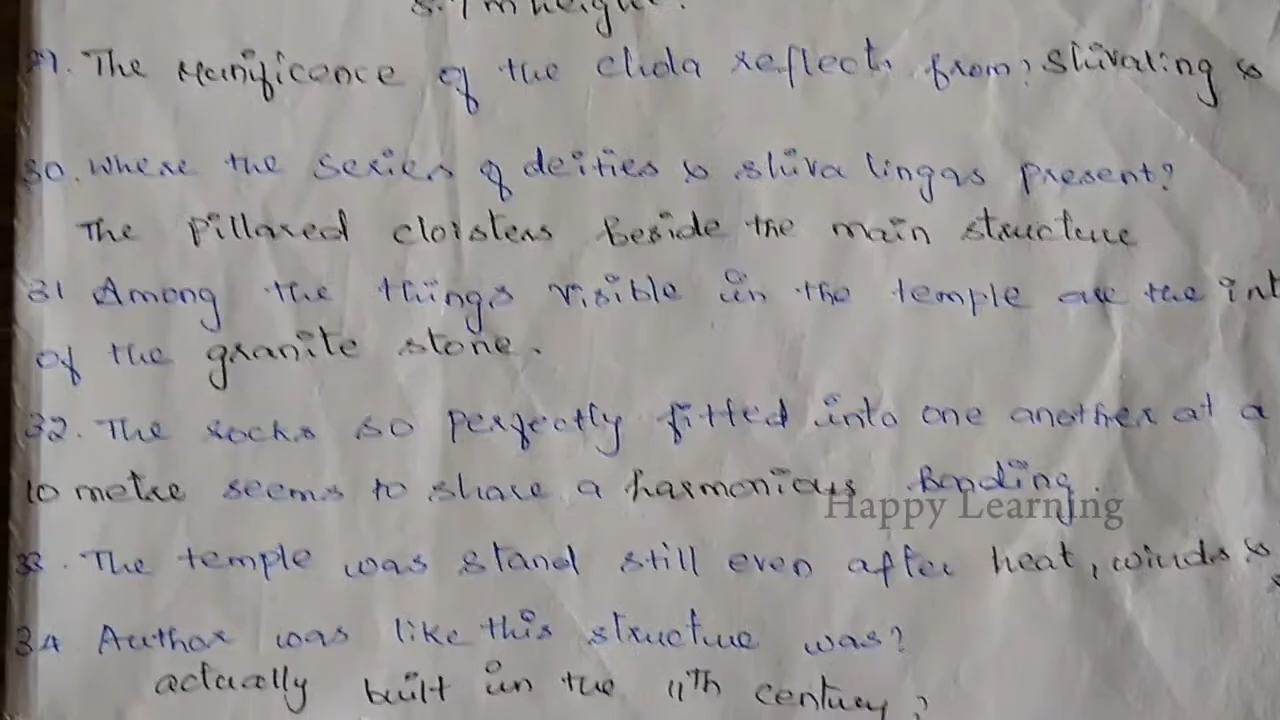 8.7 m height.
The Munificence of the chola reflects from? Shivaling &
30. Where the series of deities & shiva lingas present?
The pillared cloisters Beside the main structure
31 Among the things visible in the temple are the int
of the granite stone.
32. The rocks so perfectly fitted into one another at a
10 metre seems to share a harmonious Bonding.
Happy Learning
33. The temple was stand still even after heat, winds &
34 Author was like this structure was?
actually built in the 11th century?